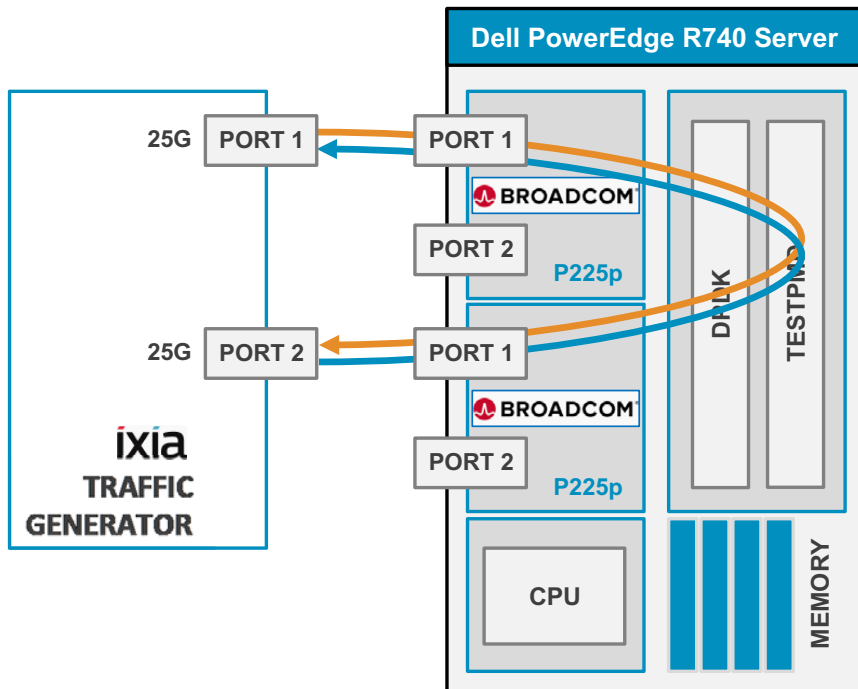 Dell PowerEdge R740 Server
25G
PORT 1
PORT 1
BROADCOM
PORT 2
P225p
25G
PORT 2
PORT 1
BROADCOM
PORT 2
P225p
DPDK
TESTPMD
ixia
TRAFFIC
GENERATOR
CPU
MEMORY